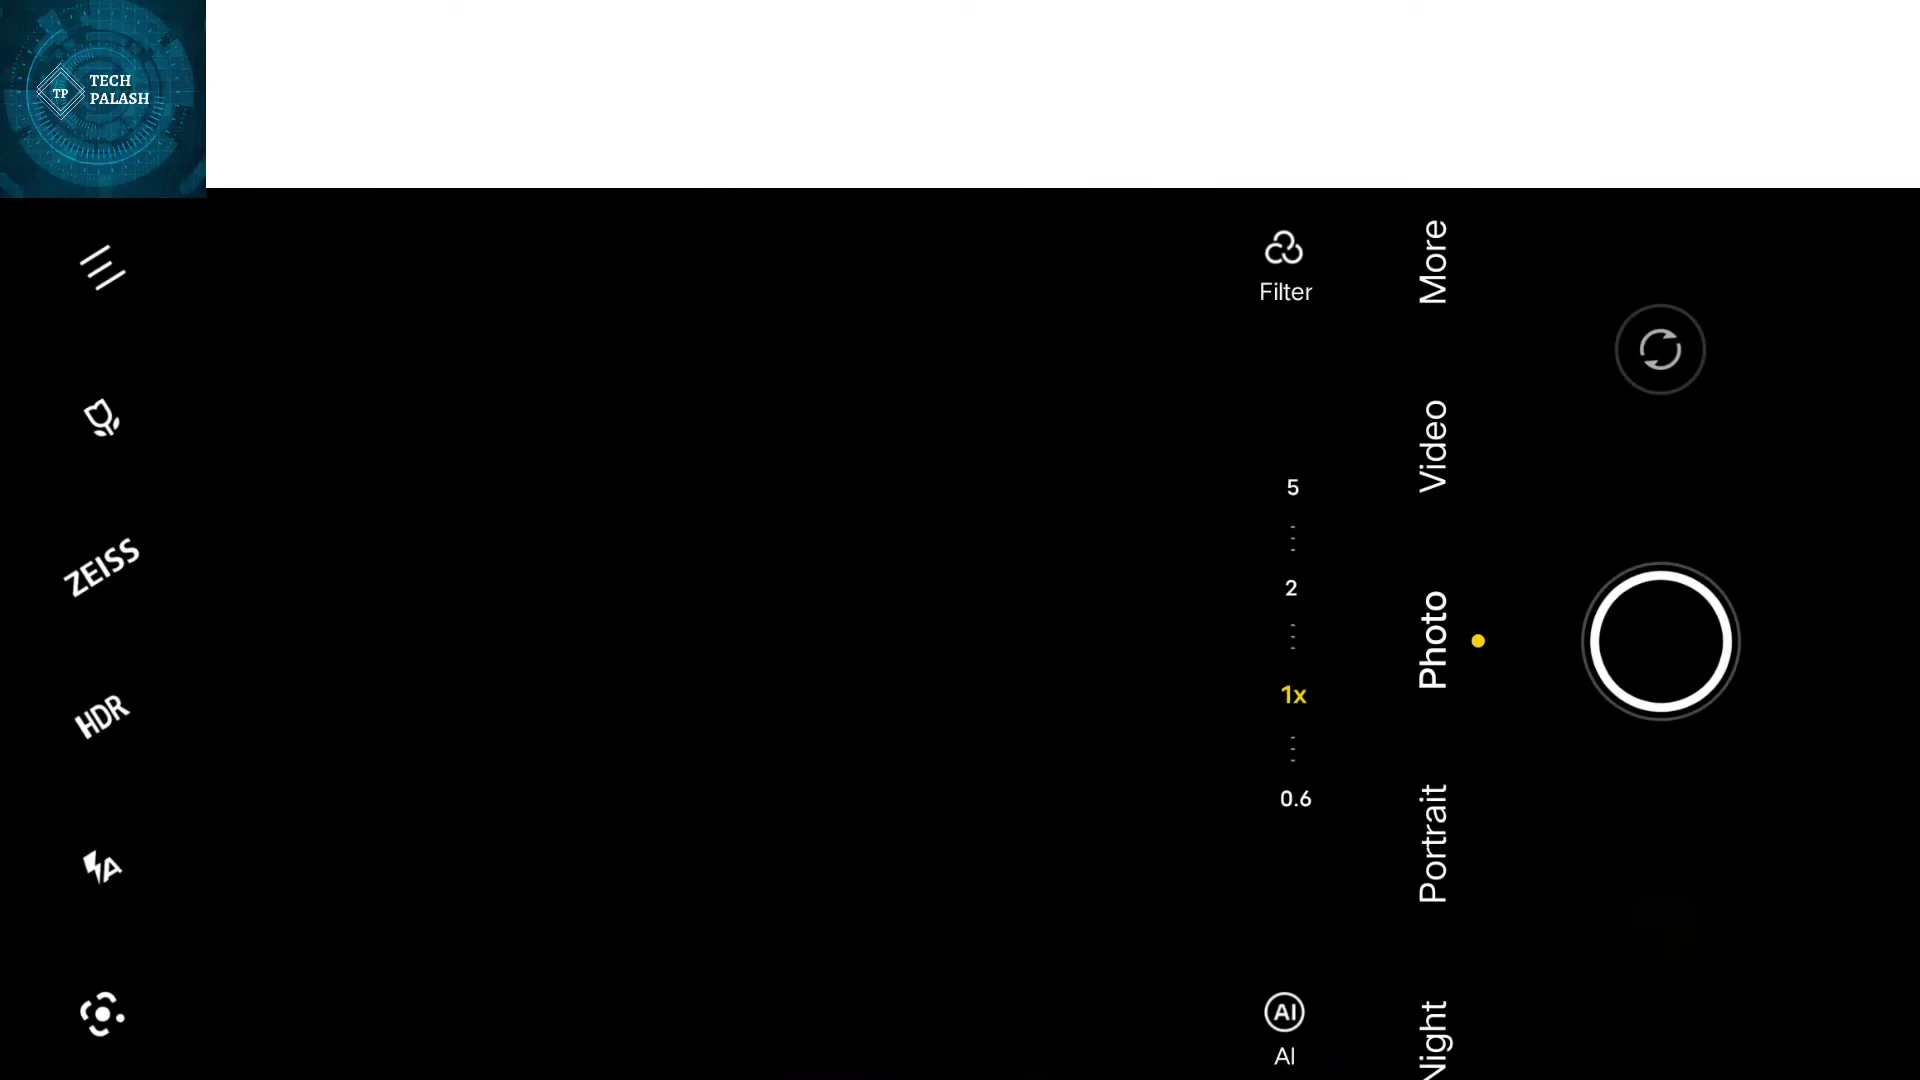 TP
TECH
PALASH
Filter
More
Video
5
2
ZEISS
Photo
1x
HDR
0.6
Portrait
A
AI
AI
Night